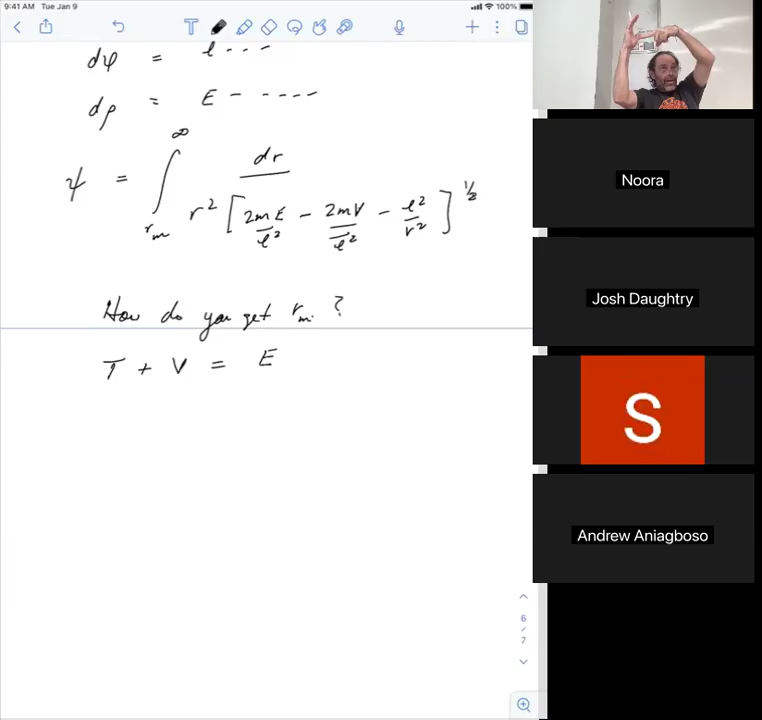 9:41 AM Tue Jan 9
100%
dφ = ℓ - - -
dρ = E - - - - -
ψ = ∫_{r_m}^{∞} dr / r² [ 2mE/ℓ² - 2mV/ℓ² - ℓ²/r² ]^{1/2}
How do you get r_m ?
T + V = E
6
/
7
Noora
Josh Daughtry
S
Andrew Aniagboso